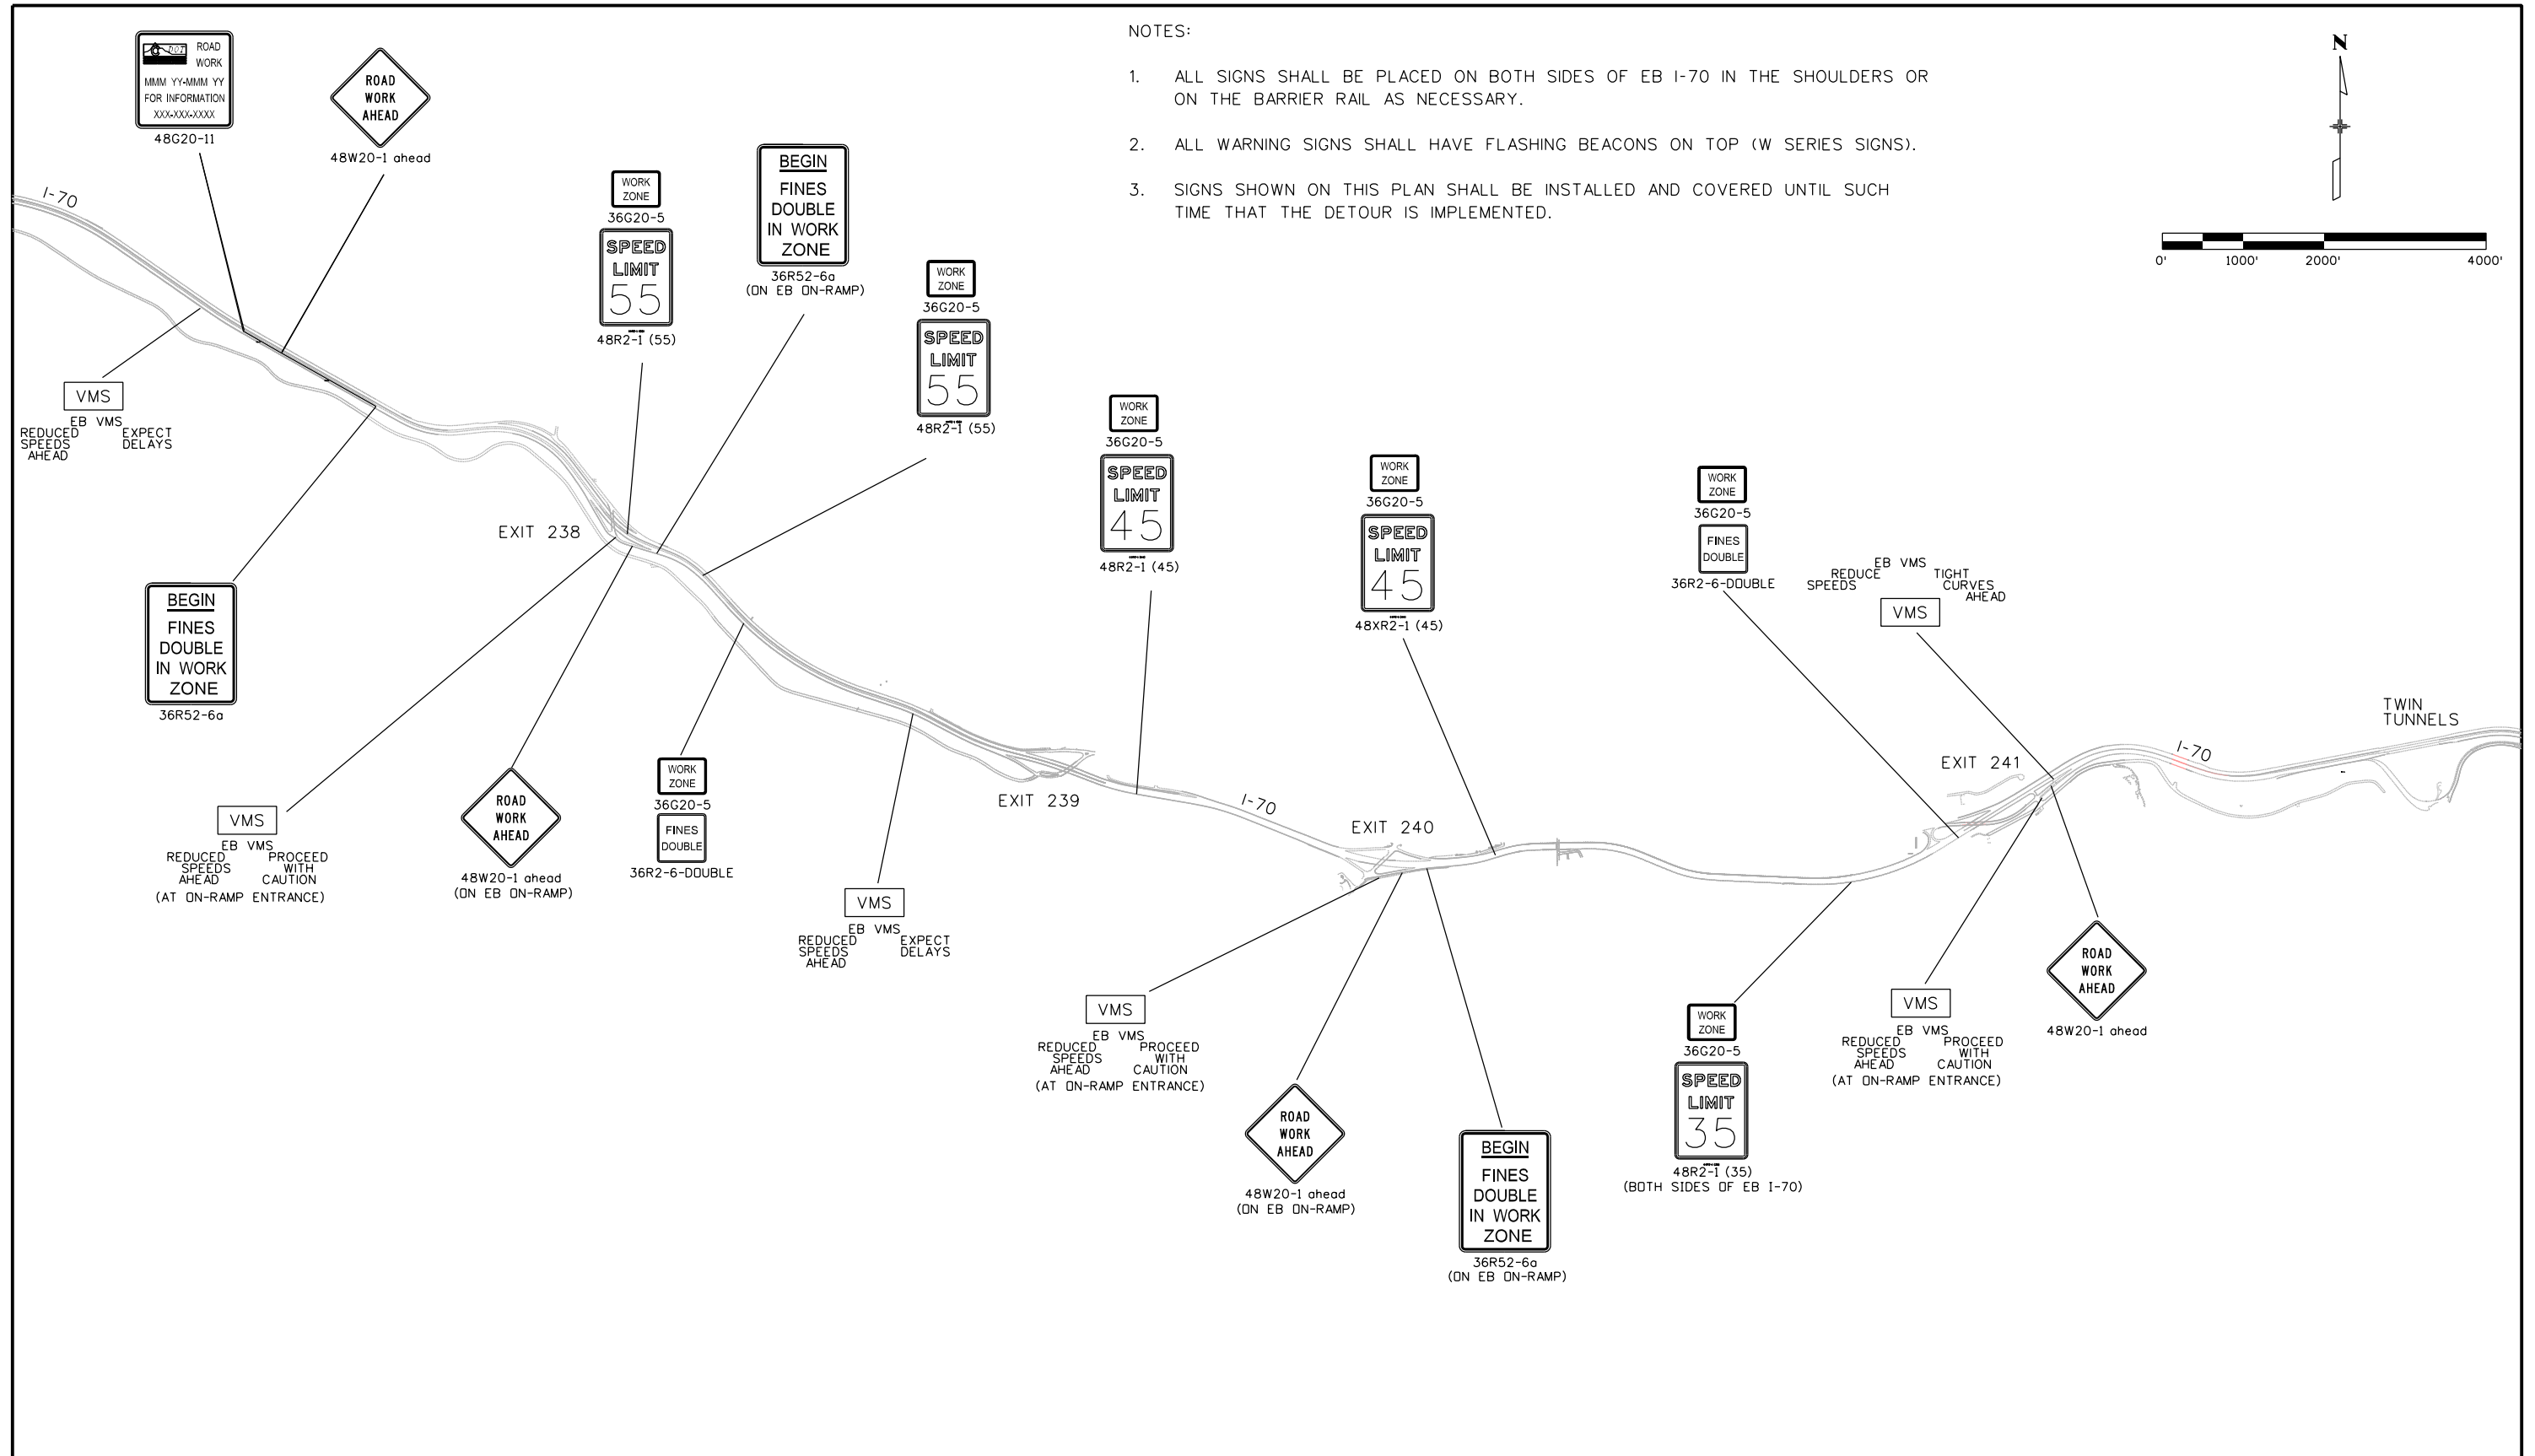 NOTES:
1. ALL SIGNS SHALL BE PLACED ON BOTH SIDES OF EB I-70 IN THE SHOULDERS OR
ON THE BARRIER RAIL AS NECESSARY.
2. ALL WARNING SIGNS SHALL HAVE FLASHING BEACONS ON TOP (W SERIES SIGNS).
3. SIGNS SHOWN ON THIS PLAN SHALL BE INSTALLED AND COVERED UNTIL SUCH
TIME THAT THE DETOUR IS IMPLEMENTED.
N
0' 1000' 2000' 4000'
DOT ROAD
WORK
MMM YY-MMM YY
FOR INFORMATION
XXX-XXX-XXXX
48G20-11
ROAD
WORK
AHEAD
48W20-1 ahead
I-70
VMS
EB VMS
REDUCED EXPECT
SPEEDS DELAYS
AHEAD
BEGIN
FINES
DOUBLE
IN WORK
ZONE
36R52-6a
WORK
ZONE
36G20-5
SPEED
LIMIT
55
48R2-1 (55)
BEGIN
FINES
DOUBLE
IN WORK
ZONE
36R52-6a
(ON EB ON-RAMP)
WORK
ZONE
36G20-5
SPEED
LIMIT
55
48R2-1 (55)
EXIT 238
VMS
EB VMS
REDUCED PROCEED
SPEEDS WITH
AHEAD CAUTION
(AT ON-RAMP ENTRANCE)
ROAD
WORK
AHEAD
48W20-1 ahead
(ON EB ON-RAMP)
WORK
ZONE
36G20-5
FINES
DOUBLE
36R2-6-DOUBLE
VMS
EB VMS
REDUCED EXPECT
SPEEDS DELAYS
AHEAD
WORK
ZONE
36G20-5
SPEED
LIMIT
45
48R2-1 (45)
EXIT 239
I-70
WORK
ZONE
36G20-5
SPEED
LIMIT
45
48XR2-1 (45)
EXIT 240
VMS
EB VMS
REDUCED PROCEED
SPEEDS WITH
AHEAD CAUTION
(AT ON-RAMP ENTRANCE)
ROAD
WORK
AHEAD
48W20-1 ahead
(ON EB ON-RAMP)
BEGIN
FINES
DOUBLE
IN WORK
ZONE
36R52-6a
(ON EB ON-RAMP)
WORK
ZONE
36G20-5
FINES
DOUBLE
36R2-6-DOUBLE
EB VMS
REDUCE TIGHT
SPEEDS CURVES
AHEAD
VMS
WORK
ZONE
36G20-5
SPEED
LIMIT
35
48R2-1 (35)
(BOTH SIDES OF EB I-70)
EXIT 241
VMS
EB VMS
REDUCED PROCEED
SPEEDS WITH
AHEAD CAUTION
(AT ON-RAMP ENTRANCE)
ROAD
WORK
AHEAD
48W20-1 ahead
I-70
TWIN
TUNNELS